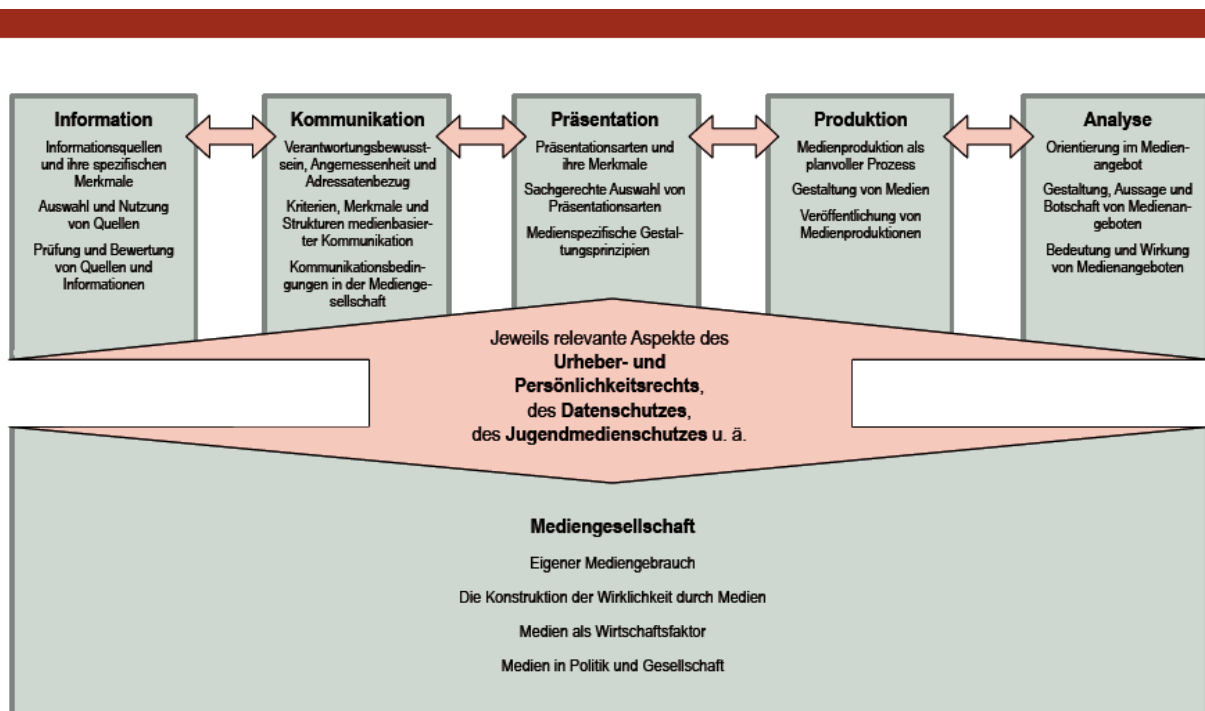 Information
Informationsquellen
und ihre spezifischen
Merkmale
Auswahl und Nutzung
von Quellen
Prüfung und Bewertung
von Quellen und
Informationen
Kommunikation
Verantwortungsbewusst-
sein, Angemessenheit und
Adressatenbezug
Kriterien, Merkmale und
Strukturen medienbasier-
ter Kommunikation
Kommunikationsbedin-
gungen in der Medienge-
sellschaft
Präsentation
Präsentationsarten und
ihre Merkmale
Sachgerechte Auswahl von
Präsentationsarten
Medienspezifische Gestal-
tungsprinzipien
Produktion
Medienproduktion als
planvoller Prozess
Gestaltung von Medien
Veröffentlichung von
Medienproduktionen
Analyse
Orientierung im Medien-
angebot
Gestaltung, Aussage und
Botschaft von Medienan-
geboten
Bedeutung und Wirkung
von Medienangeboten
Jeweils relevante Aspekte des
Urheber- und
Persönlichkeitsrechts,
des Datenschutzes,
des Jugendmedienschutzes u. ä.
Mediengesellschaft
Eigener Mediengebrauch
Die Konstruktion der Wirklichkeit durch Medien
Medien als Wirtschaftsfaktor
Medien in Politik und Gesellschaft